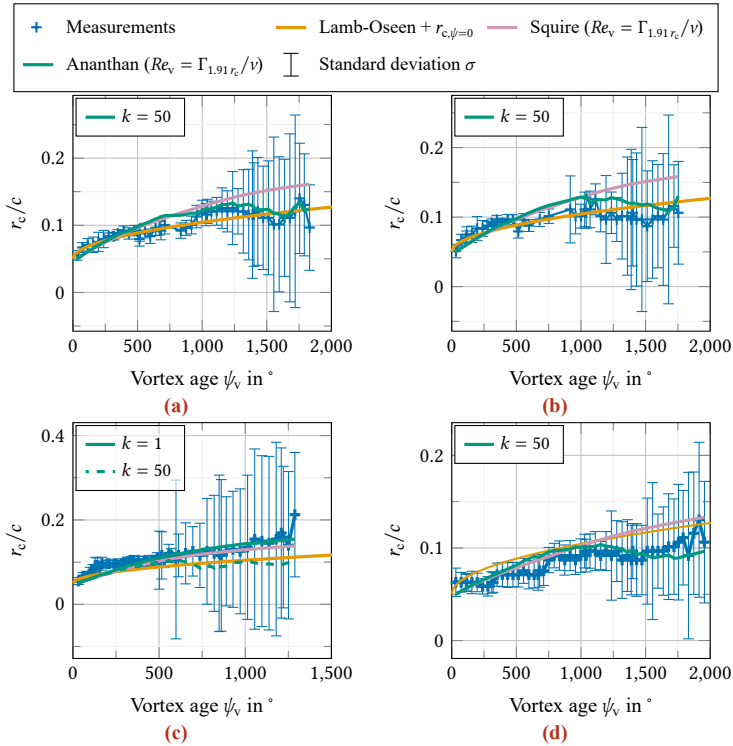 Measurements
Lamb-Oseen + r_{c,ψ=0}
Squire (Re_v = Γ_{1.91 r_c}/ν)
Ananthan (Re_v = Γ_{1.91 r_c}/ν)
Standard deviation σ
k = 50
0.2
0.1
0
r_c/c
0
500
1,000
1,500
2,000
Vortex age ψ_v in °
(a)
k = 50
0.2
0.1
0
r_c/c
0
500
1,000
1,500
2,000
Vortex age ψ_v in °
(b)
k = 1
k = 50
0.4
0.2
0
r_c/c
0
500
1,000
1,500
Vortex age ψ_v in °
(c)
k = 50
0.2
0.1
0
r_c/c
0
500
1,000
1,500
2,000
Vortex age ψ_v in °
(d)